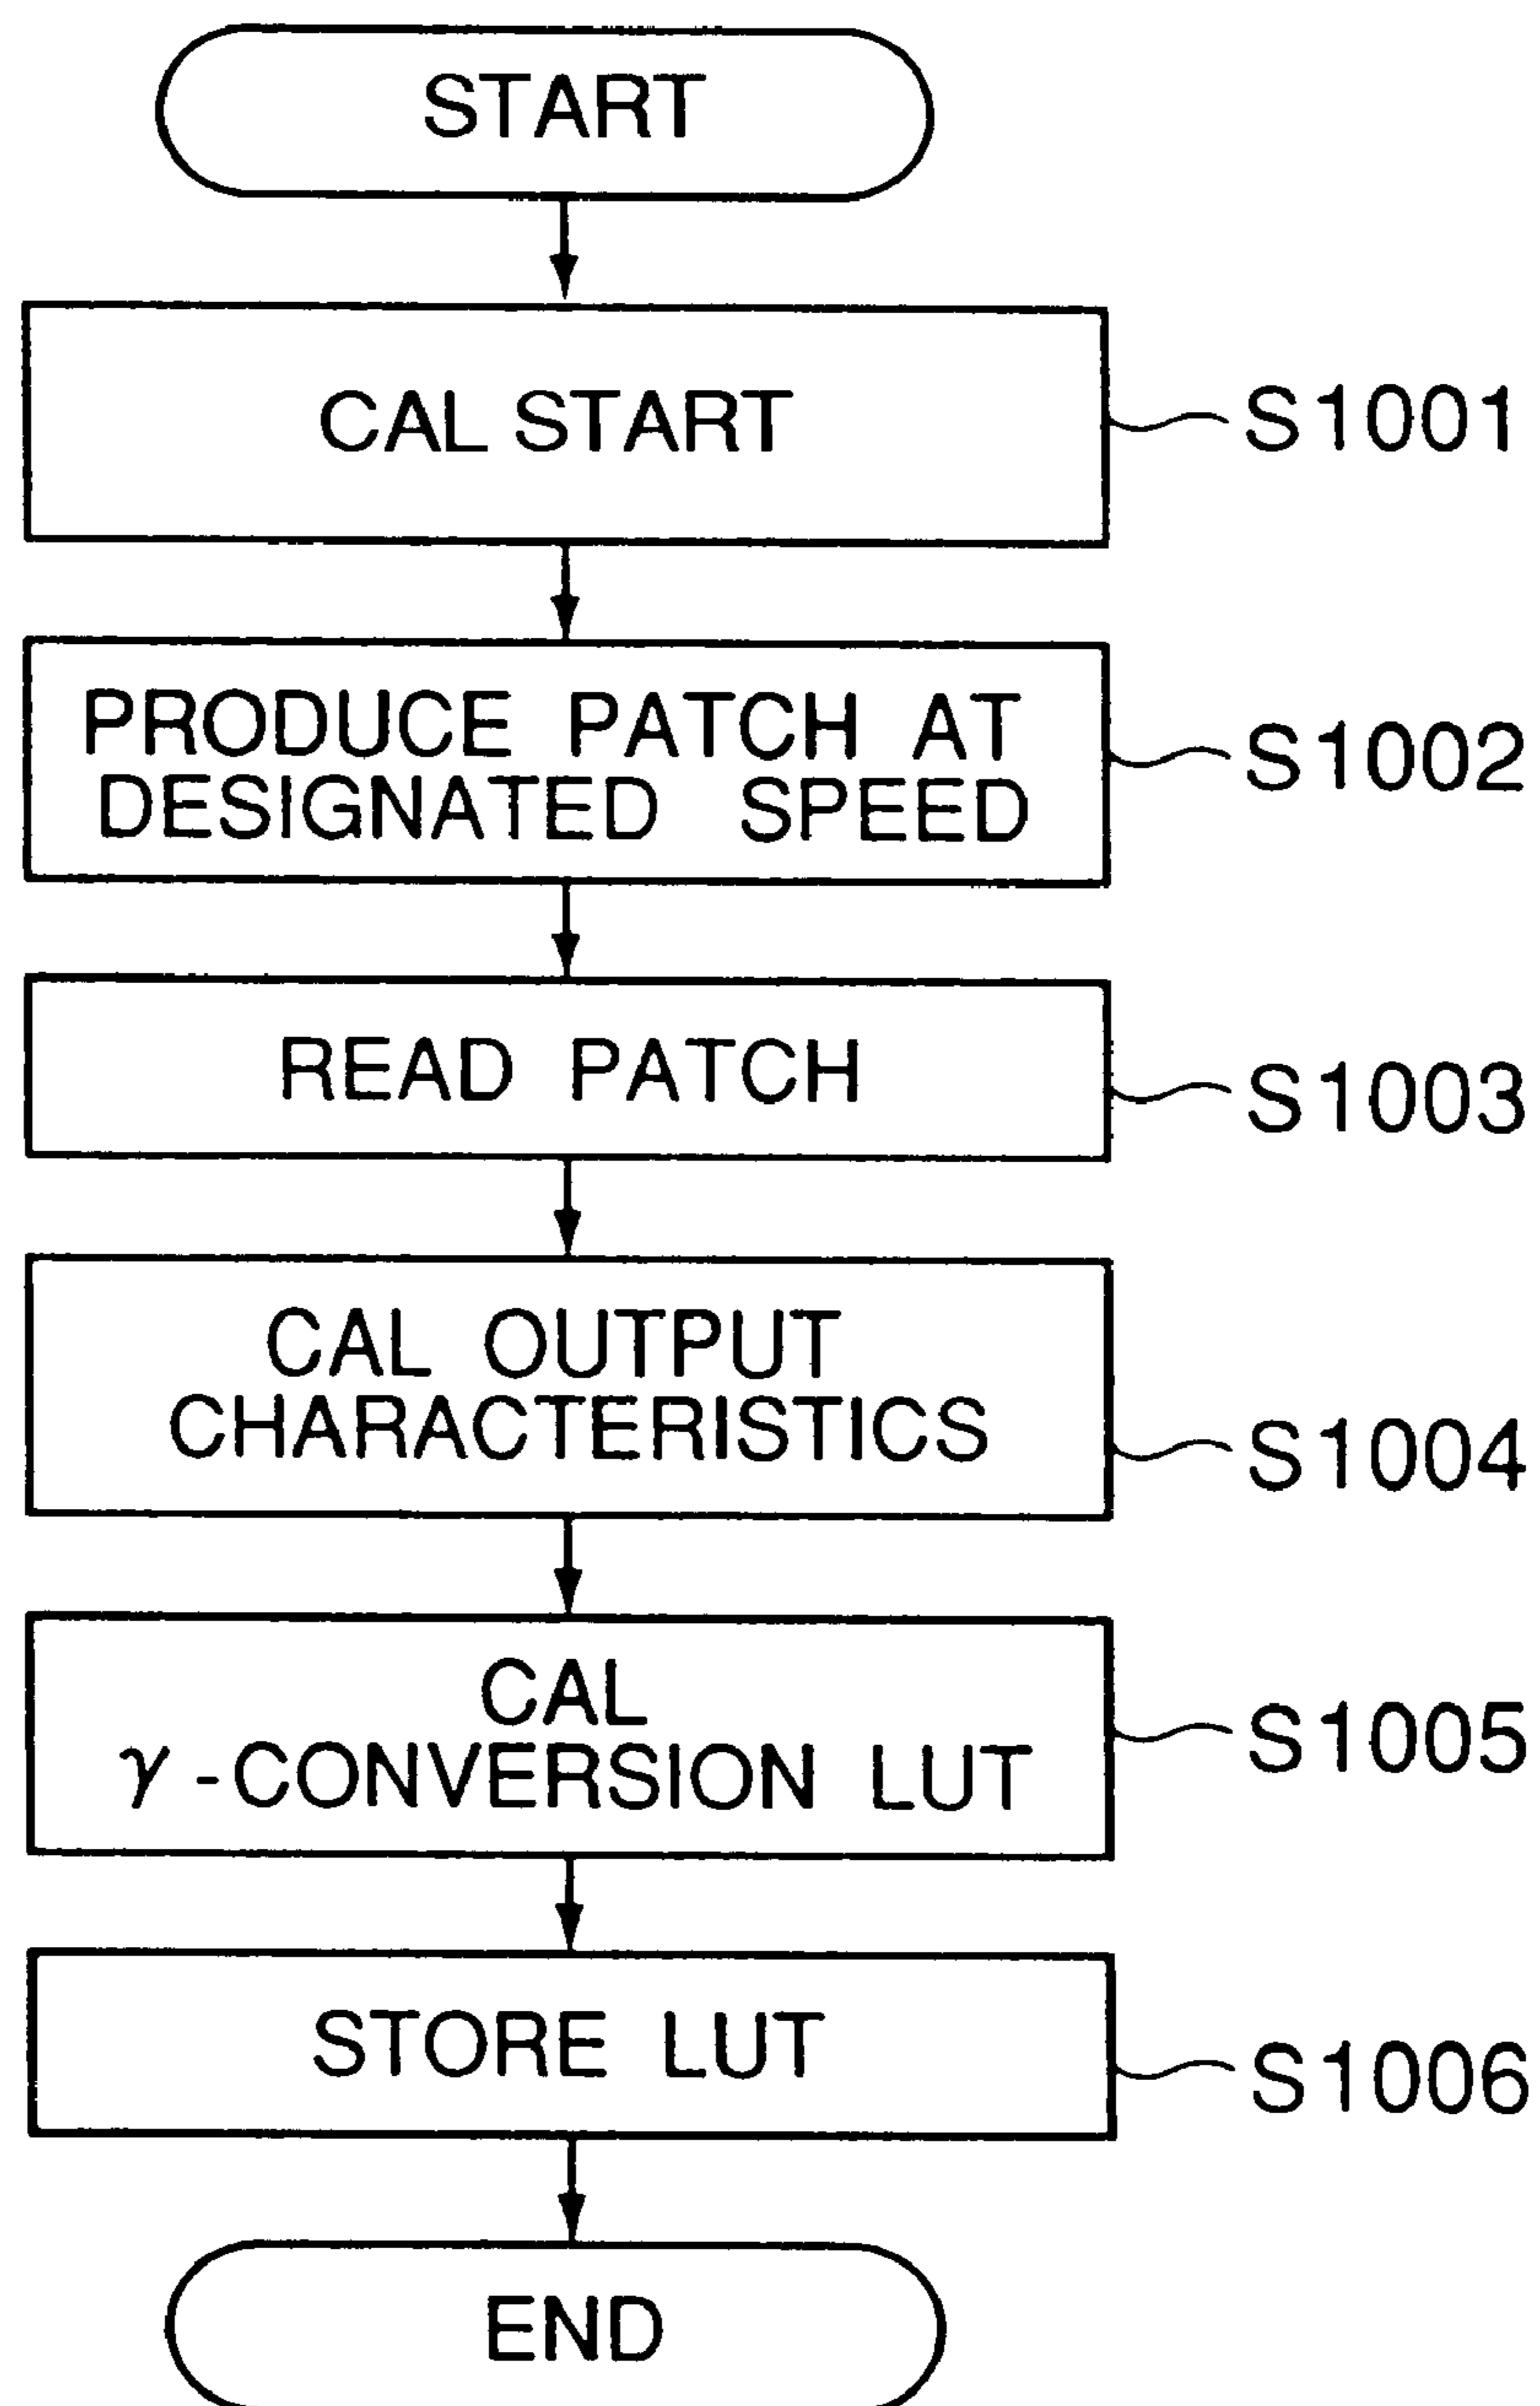 START
CAL START
S1001
PRODUCE PATCH AT
DESIGNATED SPEED
S1002
READ PATCH
S1003
CAL OUTPUT
CHARACTERISTICS
S1004
CAL
γ-CONVERSION LUT
S1005
STORE LUT
S1006
END